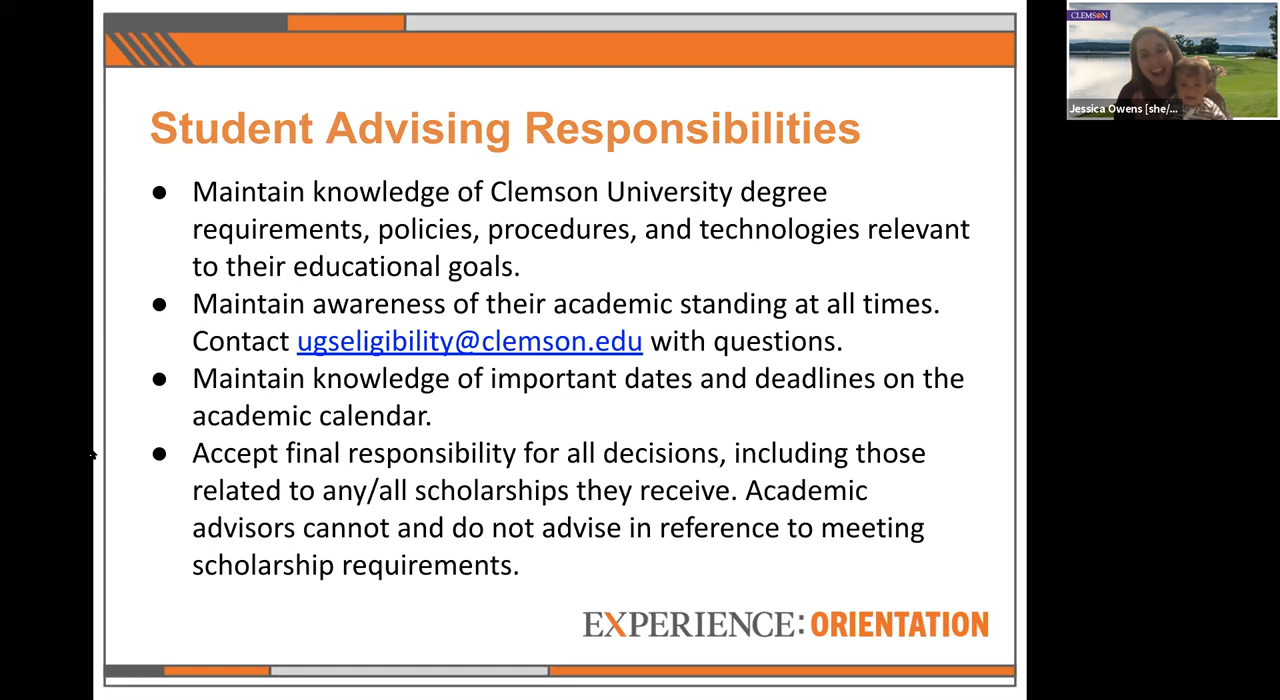 Student Advising Responsibilities
● Maintain knowledge of Clemson University degree
requirements, policies, procedures, and technologies relevant
to their educational goals.
● Maintain awareness of their academic standing at all times.
Contact ugseligibility@clemson.edu with questions.
● Maintain knowledge of important dates and deadlines on the
academic calendar.
● Accept final responsibility for all decisions, including those
related to any/all scholarships they receive. Academic
advisors cannot and do not advise in reference to meeting
scholarship requirements.
EXPERIENCE: ORIENTATION
CLEMSON
Jessica Owens [she/...